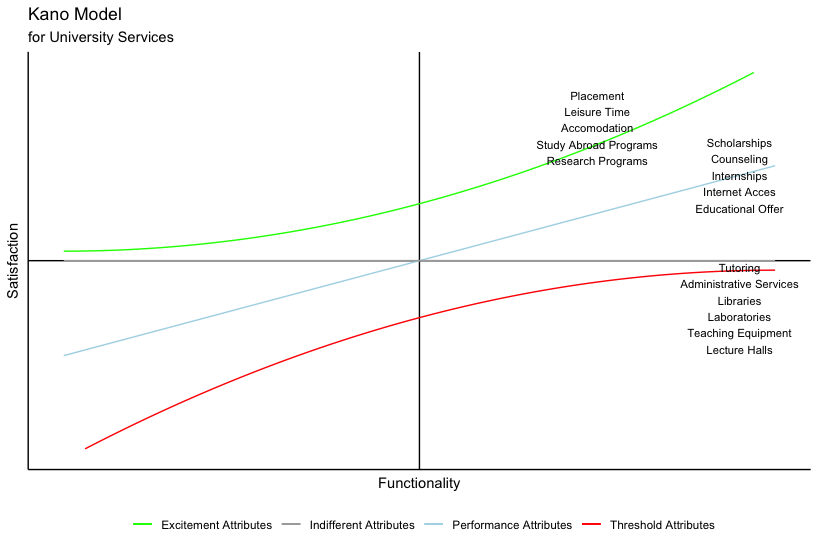 Kano Model
for University Services
Satisfaction
Placement
Leisure Time
Accomodation
Study Abroad Programs
Research Programs
Scholarships
Counseling
Internships
Internet Acces
Educational Offer
Tutoring
Administrative Services
Libraries
Laboratories
Teaching Equipment
Lecture Halls
Functionality
Excitement Attributes
Indifferent Attributes
Performance Attributes
Threshold Attributes